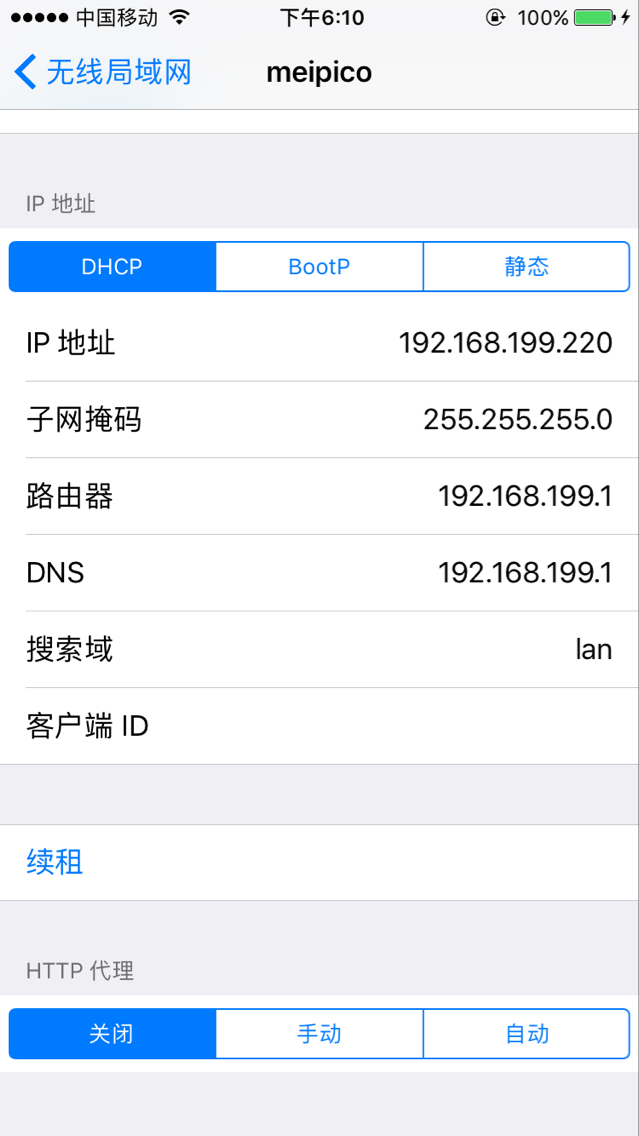 中国移动 下午6:10 100%
无线局域网 meipico
IP 地址
DHCP BootP 静态
IP 地址 192.168.199.220
子网掩码 255.255.255.0
路由器 192.168.199.1
DNS 192.168.199.1
搜索域 lan
客户端 ID
续租
HTTP 代理
关闭 手动 自动